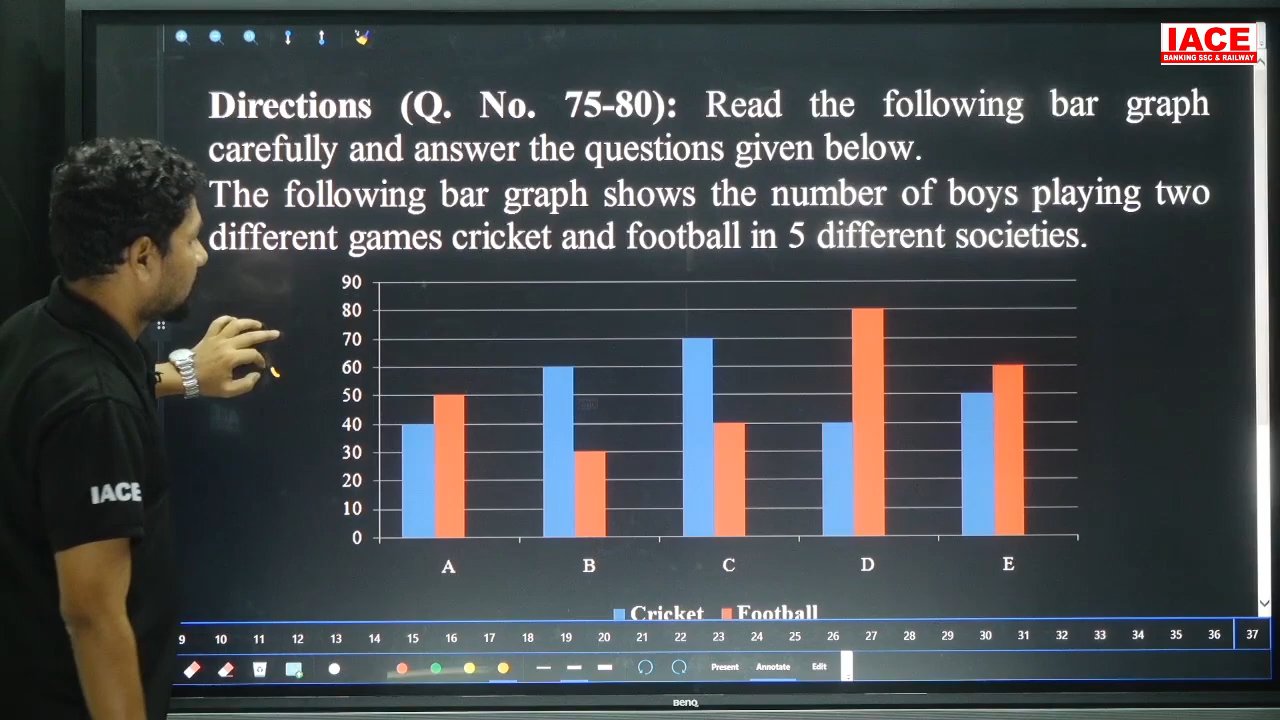 IACE
BANKING SSC & RAILWAY
Directions (Q. No. 75-80): Read the following bar graph
carefully and answer the questions given below.
The following bar graph shows the number of boys playing two
different games cricket and football in 5 different societies.
90
80
70
60
50
40
30
20
10
0
A B C D E
Cricket Football
IACE
9 10 11 12 13 14 15 16 17 18 19 20 21 22 23 24 25 26 27 28 29 30 31 32 33 34 35 36 37
Present Annotate Edit
BenQ